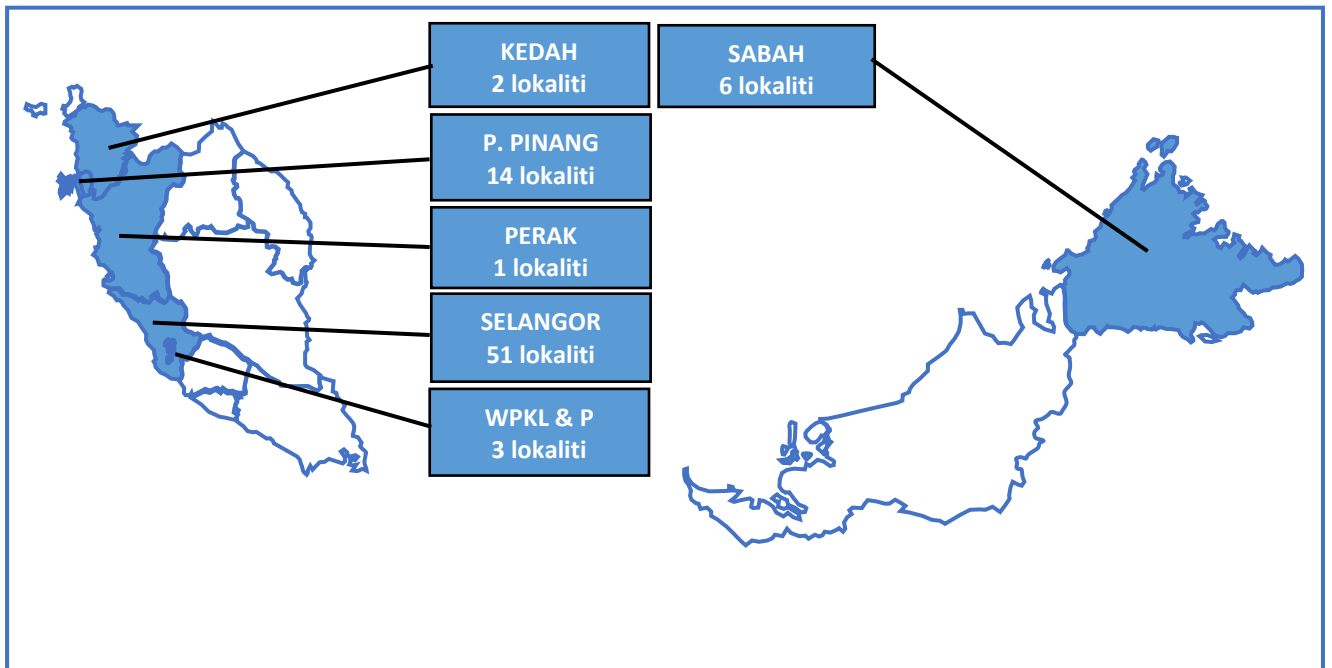 KEDAH
2 lokaliti
SABAH
6 lokaliti
P. PINANG
14 lokaliti
PERAK
1 lokaliti
SELANGOR
51 lokaliti
WPKL & P
3 lokaliti